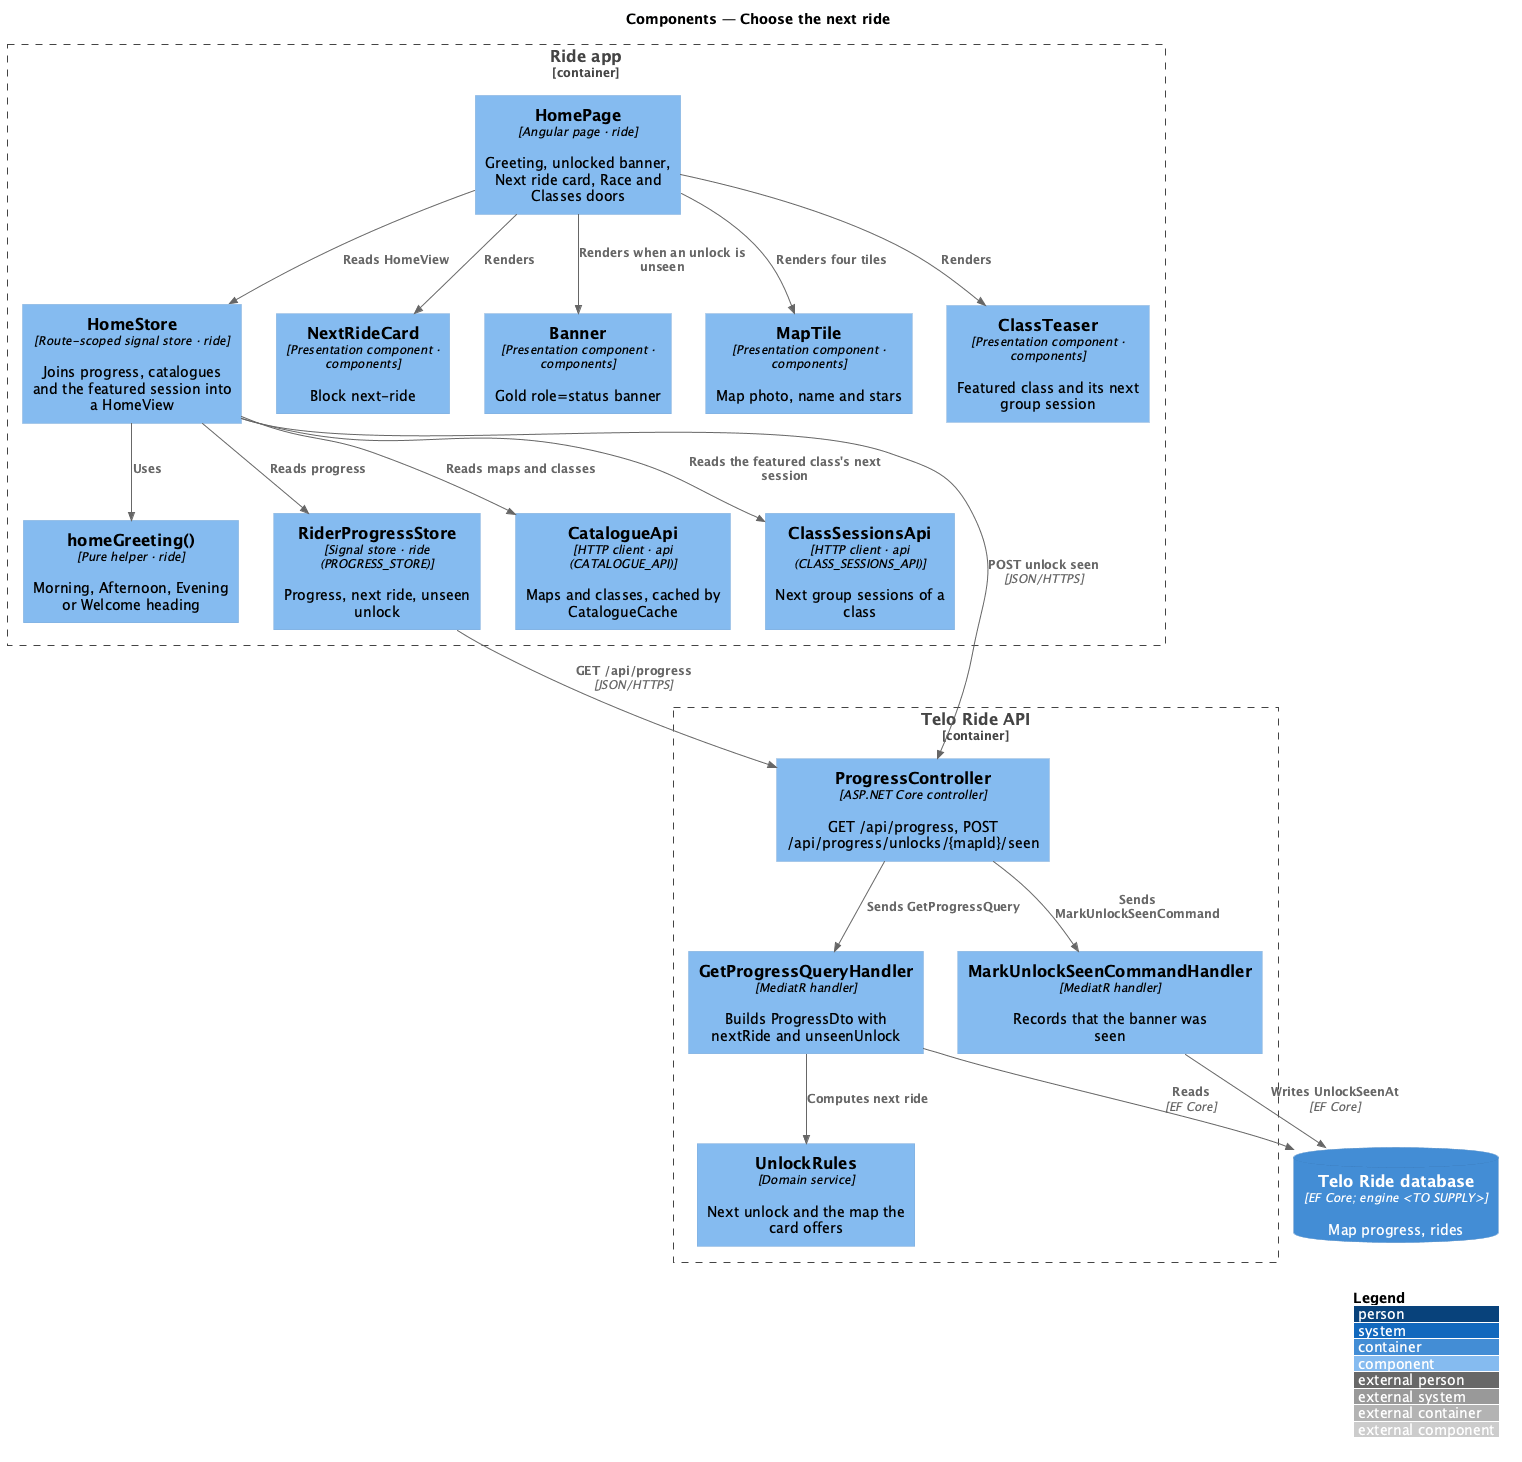 Components — Choose the next ride
Ride app
[container]
HomePage
[Angular page · ride]
Greeting, unlocked banner,
Next ride card, Race and
Classes doors
Reads HomeView
Renders
Renders when an unlock is
unseen
Renders four tiles
Renders
HomeStore
[Route-scoped signal store · ride]
Joins progress, catalogues
and the featured session into
a HomeView
NextRideCard
[Presentation component ·
components]
Block next-ride
Banner
[Presentation component ·
components]
Gold role=status banner
MapTile
[Presentation component ·
components]
Map photo, name and stars
ClassTeaser
[Presentation component ·
components]
Featured class and its next
group session
Uses
Reads progress
Reads maps and classes
Reads the featured class's next
session
POST unlock seen
[JSON/HTTPS]
homeGreeting()
[Pure helper · ride]
Morning, Afternoon, Evening
or Welcome heading
RiderProgressStore
[Signal store · ride
(PROGRESS_STORE)]
Progress, next ride, unseen
unlock
CatalogueApi
[HTTP client · api
(CATALOGUE_API)]
Maps and classes, cached by
CatalogueCache
ClassSessionsApi
[HTTP client · api
(CLASS_SESSIONS_API)]
Next group sessions of a
class
GET /api/progress
[JSON/HTTPS]
Telo Ride API
[container]
ProgressController
[ASP.NET Core controller]
GET /api/progress, POST
/api/progress/unlocks/{mapId}/seen
Sends GetProgressQuery
Sends
MarkUnlockSeenCommand
GetProgressQueryHandler
[MediatR handler]
Builds ProgressDto with
nextRide and unseenUnlock
MarkUnlockSeenCommandHandler
[MediatR handler]
Records that the banner was
seen
Computes next ride
Reads
[EF Core]
Writes UnlockSeenAt
[EF Core]
UnlockRules
[Domain service]
Next unlock and the map the
card offers
Telo Ride database
[EF Core; engine <TO SUPPLY>]
Map progress, rides
Legend
person
system
container
component
external person
external system
external container
external component